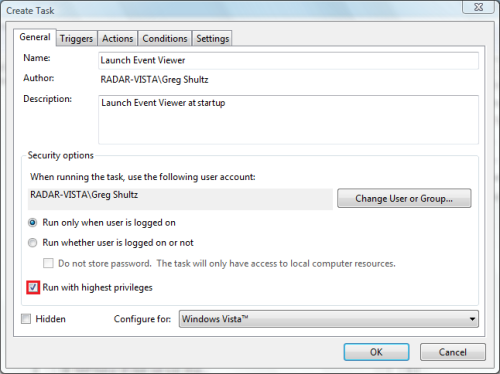 Create Task
General Triggers Actions Conditions Settings
Name: Launch Event Viewer
Author: RADAR-VISTA\Greg Shultz
Description: Launch Event Viewer at startup
Security options
When running the task, use the following user account:
RADAR-VISTA\Greg Shultz Change User or Group...
Run only when user is logged on
Run whether user is logged on or not
Do not store password. The task will only have access to local computer resources.
Run with highest privileges
Hidden Configure for: Windows Vista™
OK Cancel